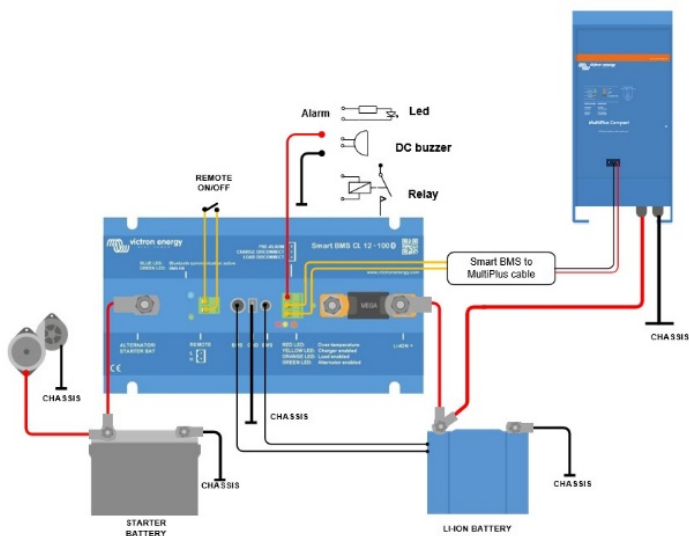 victron energy
MultiPlus Compact
Alarm
Led
DC buzzer
Relay
REMOTE
ON/OFF
victron energy
BLUE LED: Bluetooth communication active
GREEN LED:
PRE-ALARM
CHARGE DISCONNECT
LOAD DISCONNECT
Smart BMS CL 12-100
www.victronenergy.com
Smart BMS to
MultiPlus cable
MEGA
ALTERNATOR/
STARTER BAT
REMOTE
L
H
BMS
GND
BMS
RED LED: Over temperature
YELLOW LED: Charger enabled
ORANGE LED: Load enabled
GREEN LED: Alternator enabled
LI-ION +
CE
CHASSIS
CHASSIS
CHASSIS
CHASSIS
CHASSIS
STARTER
BATTERY
LI-ION BATTERY